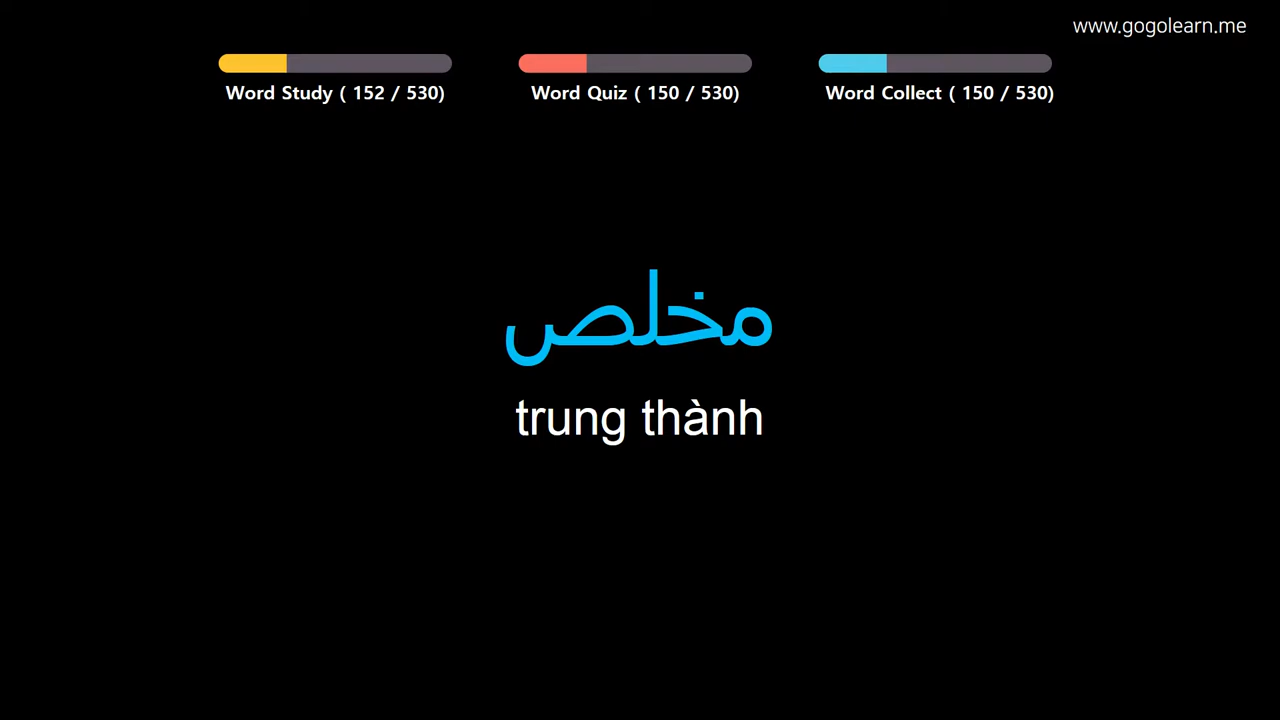 www.gogolearn.me
Word Study ( 152 / 530)
Word Quiz ( 150 / 530)
Word Collect ( 150 / 530)
مخلص
trung thành